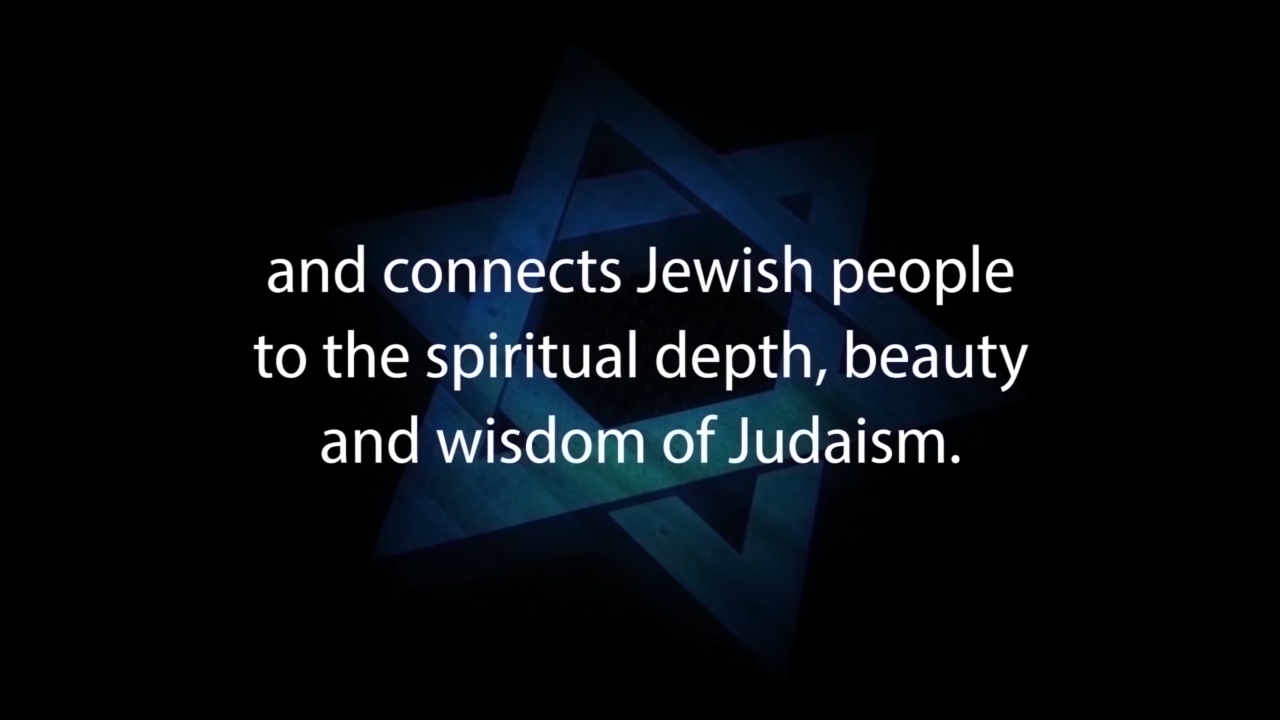 and connects Jewish people
to the spiritual depth, beauty
and wisdom of Judaism.